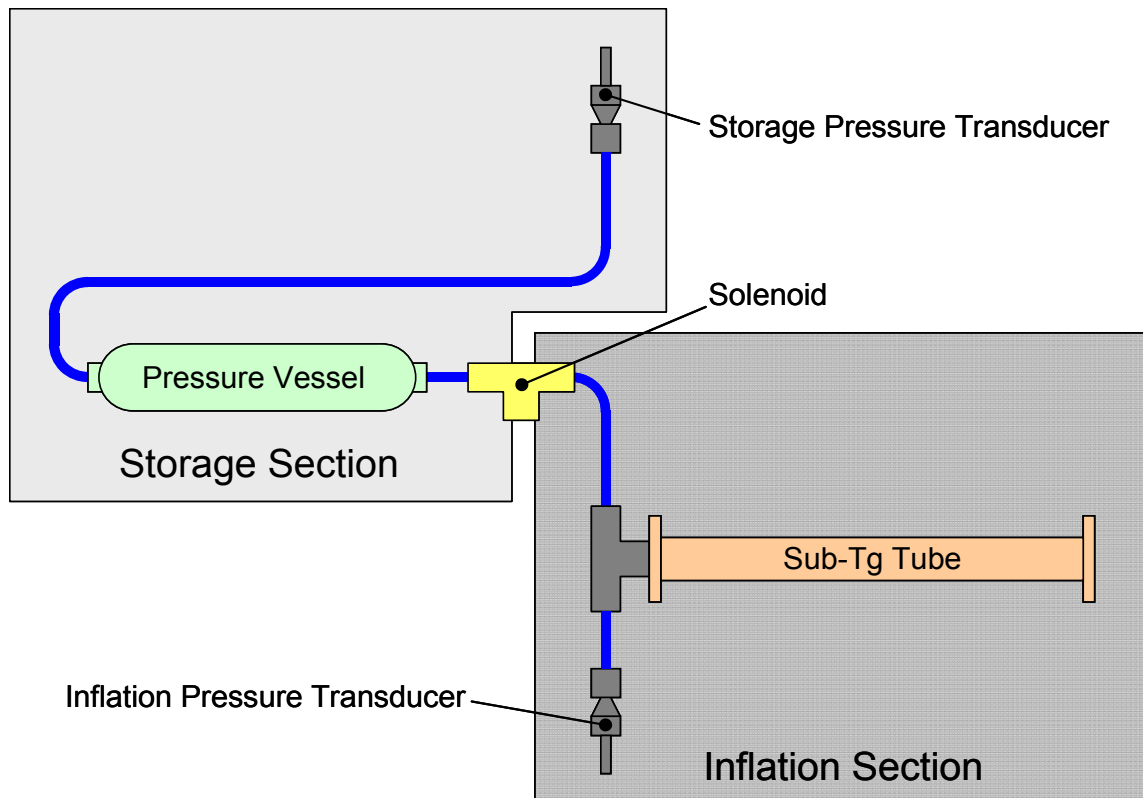 Storage Pressure Transducer
Solenoid
Pressure Vessel
Storage Section
Sub-Tg Tube
Inflation Pressure Transducer
Inflation Section